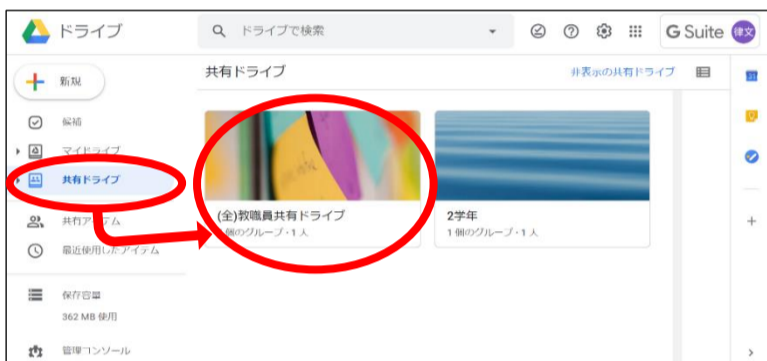 ドライブ
ドライブで検索
G Suite
律文
新規
共有ドライブ
非表示の共有ドライブ
31
候補
マイドライブ
共有ドライブ
共有アイテム
最近使用したアイテム
(全)教職員共有ドライブ
個のグループ・1 人
2学年
1 個のグループ・1 人
保存容量
362 MB 使用
管理コンソール